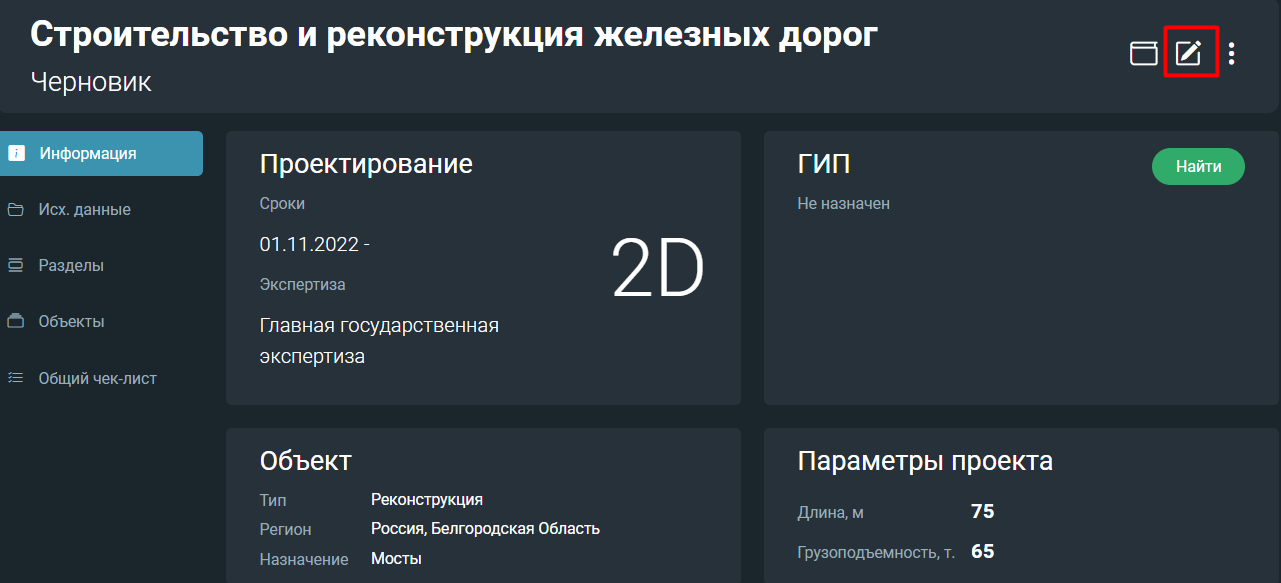 Строительство и реконструкция железных дорог
Черновик
Информация
Исх. данные
Разделы
Объекты
Общий чек-лист
Проектирование
Сроки
01.11.2022 -
Экспертиза
Главная государственная
экспертиза
2D
ГИП
Найти
Не назначен
Объект
Тип Реконструкция
Регион Россия, Белгородская Область
Назначение Мосты
Параметры проекта
Длина, м 75
Грузоподъемность, т. 65